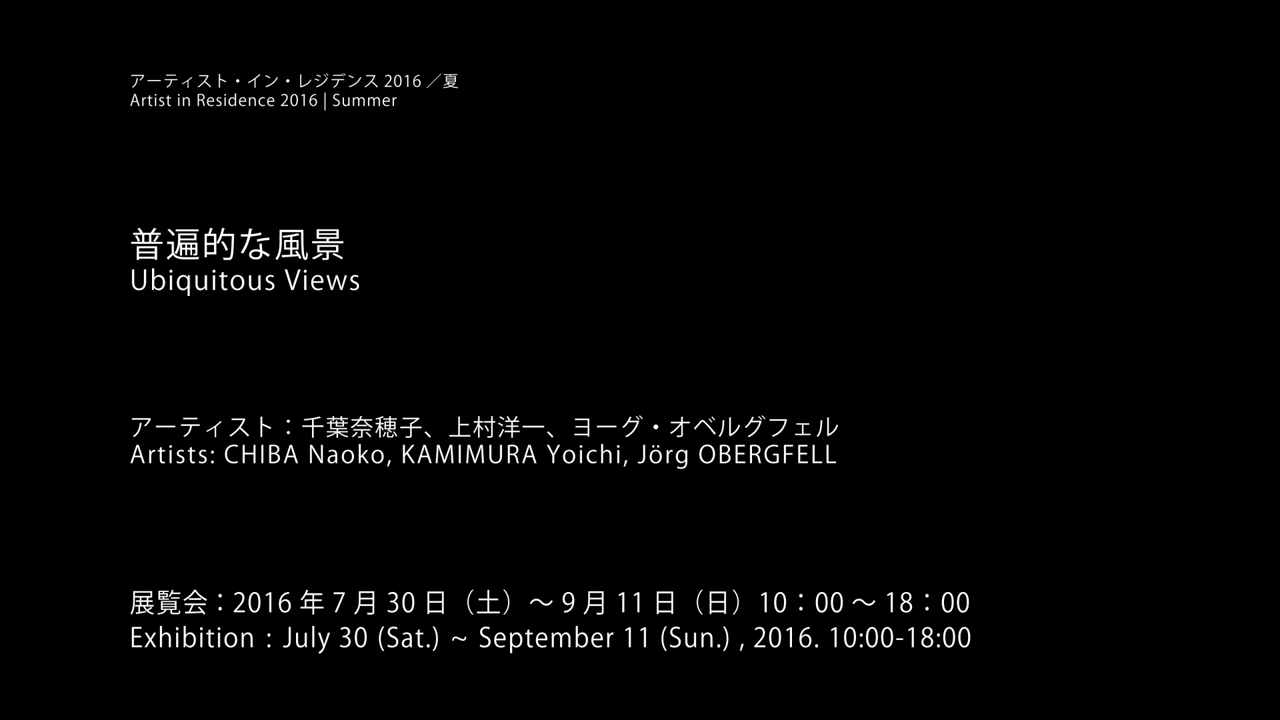 アーティスト・イン・レジデンス 2016 ／夏
Artist in Residence 2016 | Summer
普遍的な風景
Ubiquitous Views
アーティスト：千葉奈穂子、上村洋一、ヨーグ・オベルグフェル
Artists: CHIBA Naoko, KAMIMURA Yoichi, Jörg OBERGFELL
展覧会：2016 年 7 月 30 日（土）〜 9 月 11 日（日）10：00 〜 18：00
Exhibition : July 30 (Sat.) ~ September 11 (Sun.) , 2016. 10:00-18:00